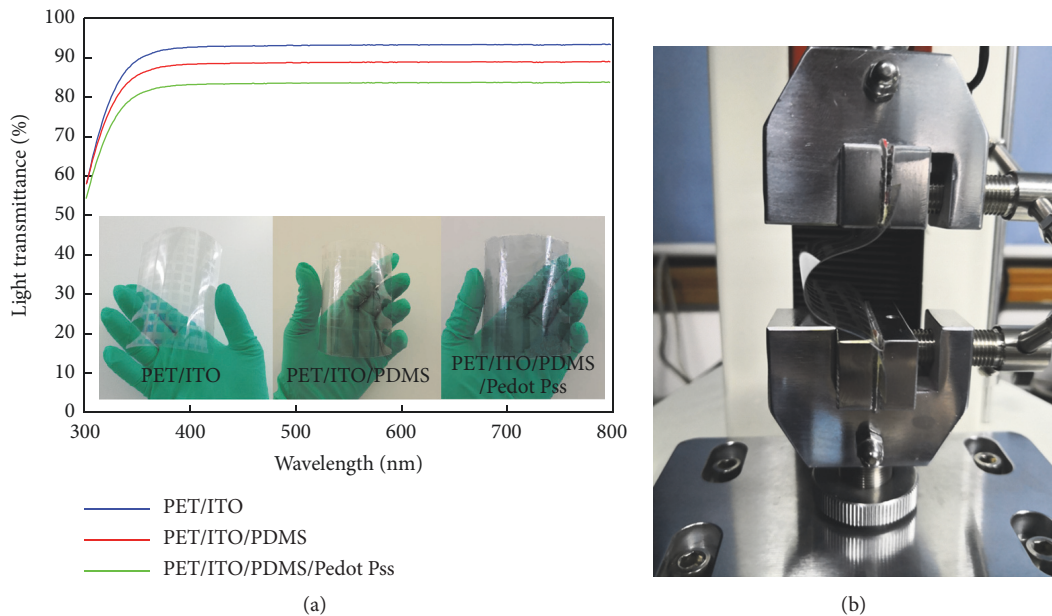 (a)
100
90
80
70
60
50
40
30
20
10
0
Light transmittance (%)
PET/ITO
PET/ITO/PDMS
PET/ITO/PDMS
/Pedot Pss
300
400
500
600
700
800
Wavelength (nm)
PET/ITO
PET/ITO/PDMS
PET/ITO/PDMS/Pedot Pss
(b)